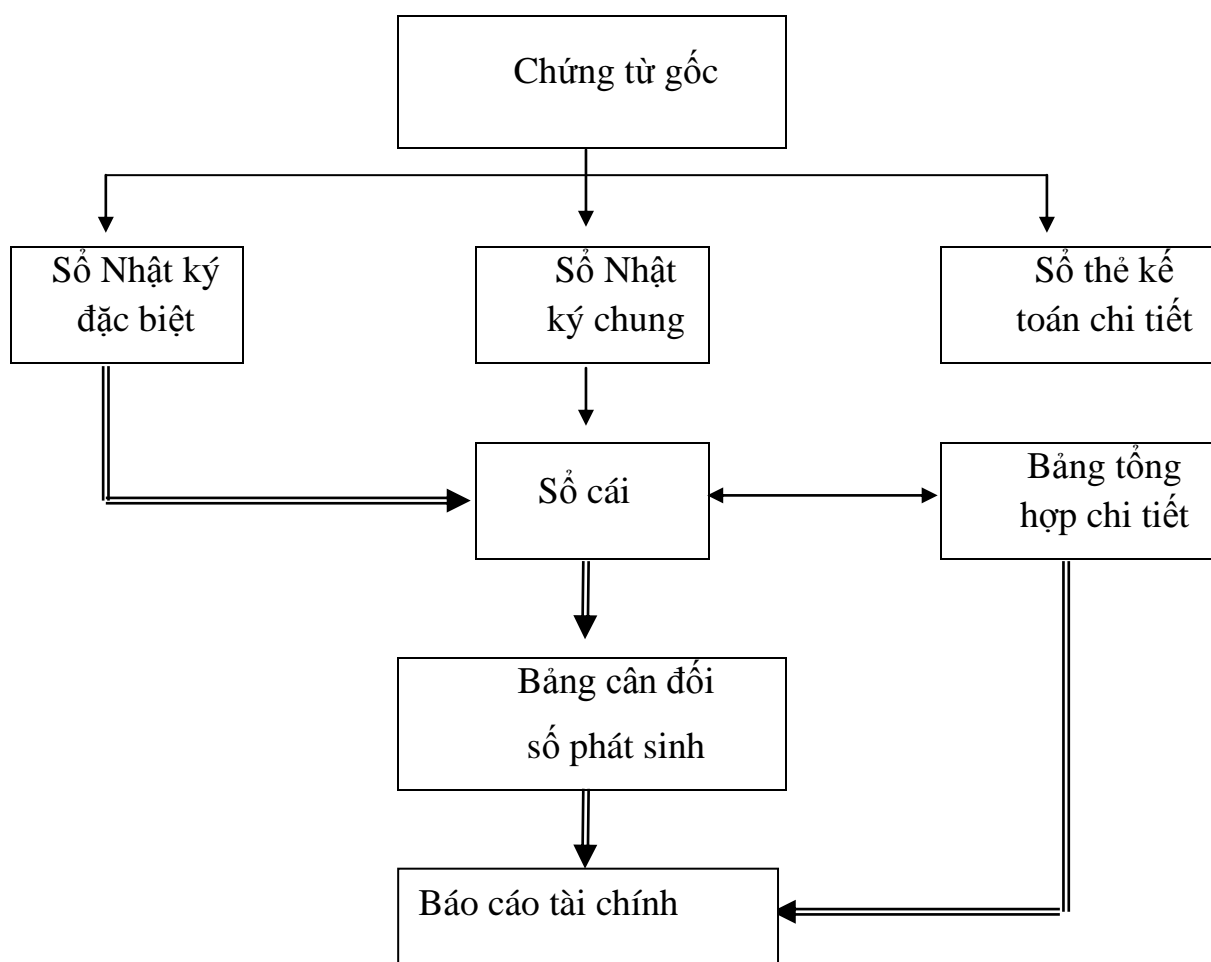 Chứng từ gốc
Sổ Nhật ký
đặc biệt
Sổ Nhật
ký chung
Sổ thẻ kế
toán chi tiết
Sổ cái
Bảng tổng
hợp chi tiết
Bảng cân đối
số phát sinh
Báo cáo tài chính